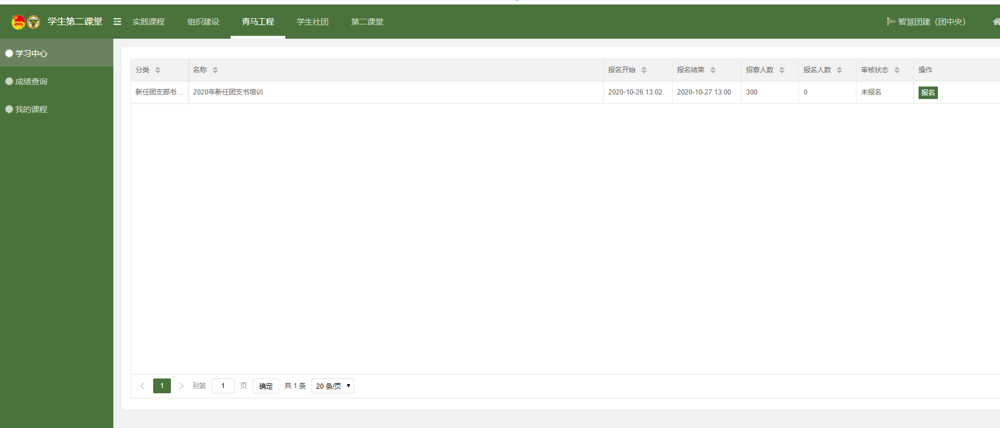 学生第二课堂 实践课程 组织建设 青马工程 学生社团 第二课堂 智慧团建（团中央）
学习中心
成绩查询
我的课程
分类 名称 报名开始 报名结束 招募人数 报名人数 审核状态 操作
新任团支部书... 2020年新任团支书培训 2020-10-26 13:02 2020-10-27 13:00 300 0 未报名 报名
1 到第 1 页 确定 共 1 条 20 条/页